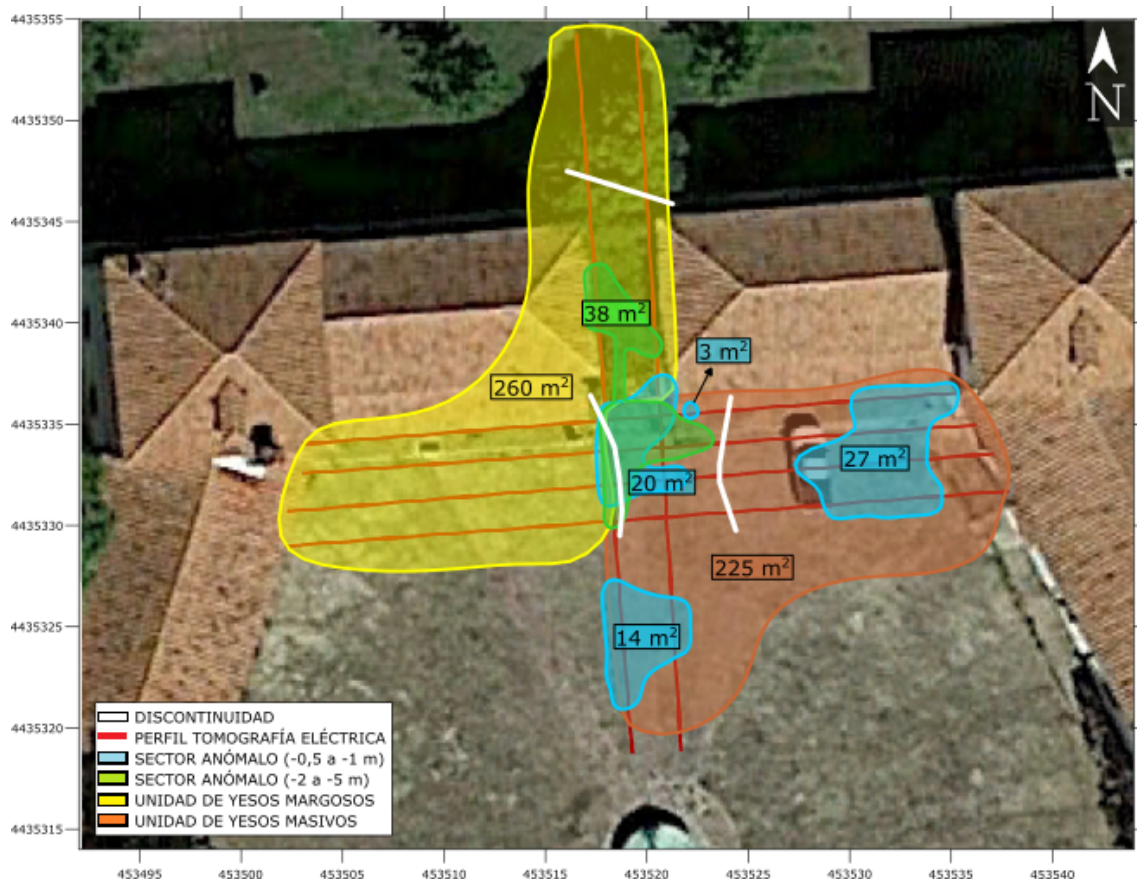 4435355
4435350
4435345
4435340
4435335
4435330
4435325
4435320
4435315
N
38 m²
3 m²
260 m²
27 m²
20 m²
225 m²
14 m²
DISCONTINUIDAD
PERFIL TOMOGRAFÍA ELÉCTRICA
SECTOR ANÓMALO (-0,5 a -1 m)
SECTOR ANÓMALO (-2 a -5 m)
UNIDAD DE YESOS MARGOSOS
UNIDAD DE YESOS MASIVOS
453495 453500 453505 453510 453515 453520 453525 453530 453535 453540